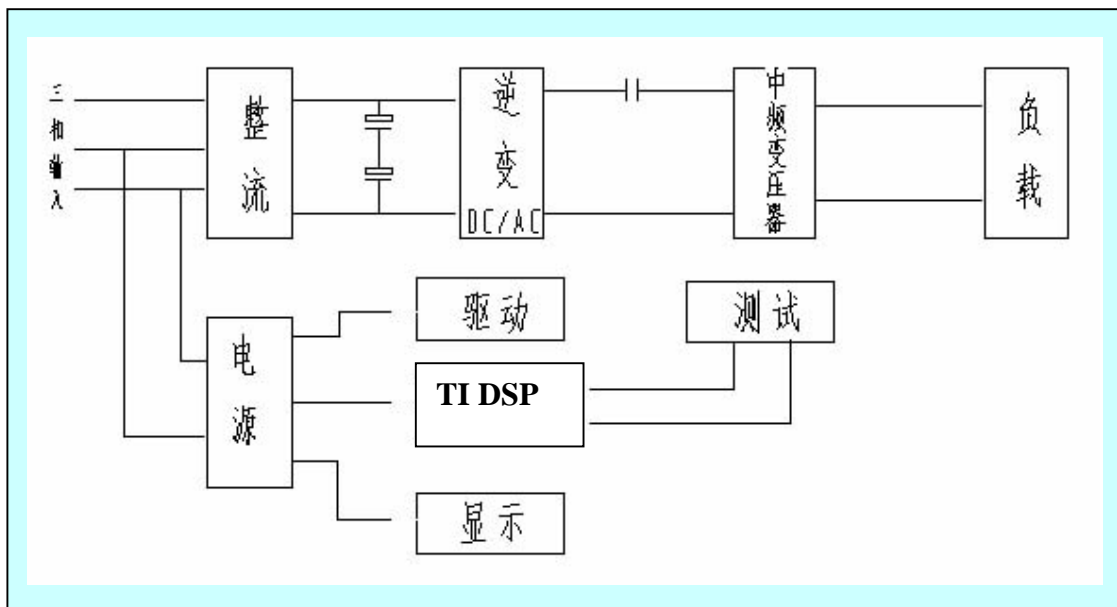 三相输入
整流
逆变
DC/AC
中频变压器
负载
电源
驱动
测试
TI DSP
显示